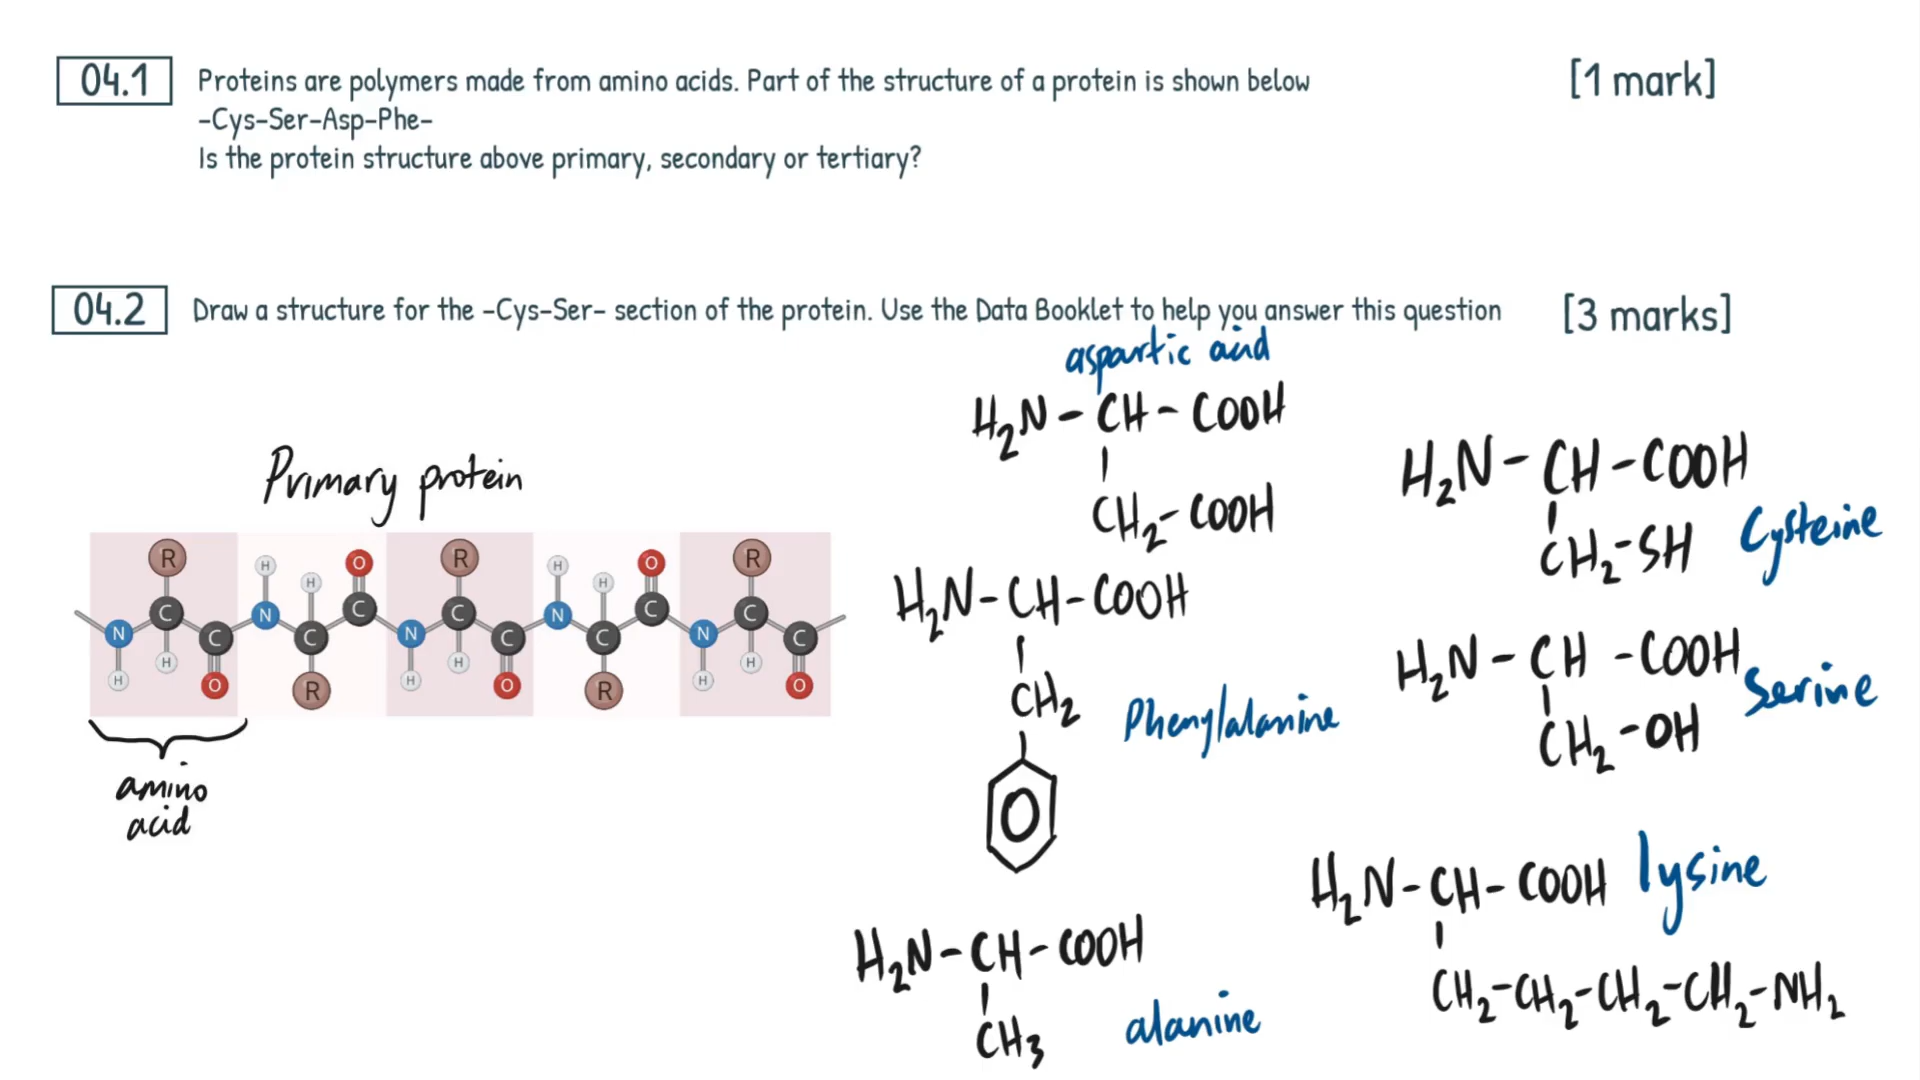 04.1
Proteins are polymers made from amino acids. Part of the structure of a protein is shown below
[1 mark]
-Cys-Ser-Asp-Phe-
Is the protein structure above primary, secondary or tertiary?
04.2
Draw a structure for the -Cys-Ser- section of the protein. Use the Data Booklet to help you answer this question
[3 marks]
aspartic acid
H₂N - CH - COOH
CH₂-COOH
Primary protein
R H O R H O R
H H
C N C C N C C
N C C N C C N C C
H H H H H H
O R O R O
amino
acid
H₂N-CH-COOH
CH₂
Phenylalanine
H₂N-CH-COOH
CH₃
alanine
H₂N-CH-COOH
CH₂-SH
Cysteine
H₂N-CH-COOH
CH₂-OH
Serine
H₂N-CH-COOH
lysine
CH₂-CH₂-CH₂-CH₂-NH₂